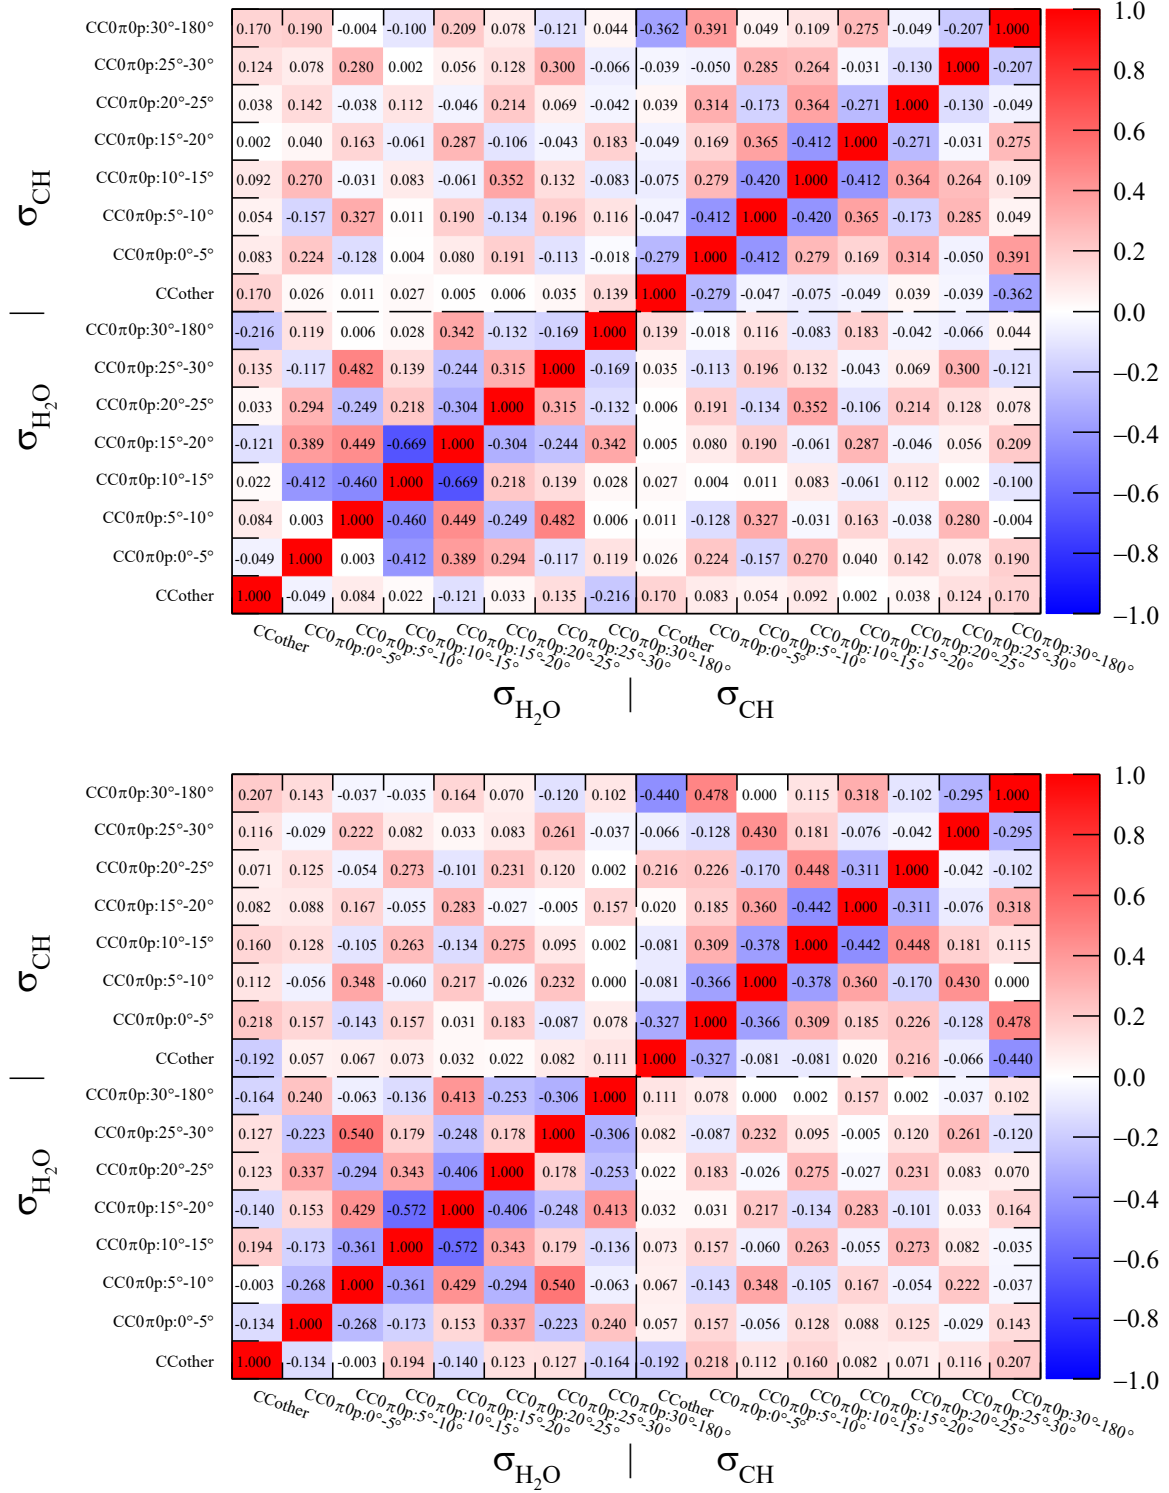 CC0π0p:30°-180° 0.170 0.190 -0.004 -0.100 0.209 0.078 -0.121 0.044 -0.362 0.391 0.049 0.109 0.275 -0.049 -0.207 1.000 1.0
CC0π0p:25°-30° 0.124 0.078 0.280 0.002 0.056 0.128 0.300 -0.066 -0.039 -0.050 0.285 0.264 -0.031 -0.130 1.000 -0.207 0.8
CC0π0p:20°-25° 0.038 0.142 -0.038 0.112 -0.046 0.214 0.069 -0.042 0.039 0.314 -0.173 0.364 -0.271 1.000 -0.130 -0.049
CC0π0p:15°-20° 0.002 0.040 0.163 -0.061 0.287 -0.106 -0.043 0.183 -0.049 0.169 0.365 -0.412 1.000 -0.271 -0.031 0.275 0.6
CC0π0p:10°-15° 0.092 0.270 -0.031 0.083 -0.061 0.352 0.132 -0.083 -0.075 0.279 -0.420 1.000 -0.412 0.364 0.264 0.109 0.4
σCH
CC0π0p:5°-10° 0.054 -0.157 0.327 0.011 0.190 -0.134 0.196 0.116 -0.047 -0.412 1.000 -0.420 0.365 -0.173 0.285 0.049
CC0π0p:0°-5° 0.083 0.224 -0.128 0.004 0.080 0.191 -0.113 -0.018 -0.279 1.000 -0.412 0.279 0.169 0.314 -0.050 0.391 0.2
CCother 0.170 0.026 0.011 0.027 0.005 0.006 0.035 0.139 1.000 -0.279 -0.047 -0.075 -0.049 0.039 -0.039 -0.362 0.0
|
CC0π0p:30°-180° -0.216 0.119 0.006 0.028 0.342 -0.132 -0.169 1.000 0.139 -0.018 0.116 -0.083 0.183 -0.042 -0.066 0.044
CC0π0p:25°-30° 0.135 -0.117 0.482 0.139 -0.244 0.315 1.000 -0.169 0.035 -0.113 0.196 0.132 -0.043 0.069 0.300 -0.121 −0.2
σH₂O
CC0π0p:20°-25° 0.033 0.294 -0.249 0.218 -0.304 1.000 0.315 -0.132 0.006 0.191 -0.134 0.352 -0.106 0.214 0.128 0.078
CC0π0p:15°-20° -0.121 0.389 0.449 -0.669 1.000 -0.304 -0.244 0.342 0.005 0.080 0.190 -0.061 0.287 -0.046 0.056 0.209 −0.4
CC0π0p:10°-15° 0.022 -0.412 -0.460 1.000 -0.669 0.218 0.139 0.028 0.027 0.004 0.011 0.083 -0.061 0.112 0.002 -0.100 −0.6
CC0π0p:5°-10° 0.084 0.003 1.000 -0.460 0.449 -0.249 0.482 0.006 0.011 -0.128 0.327 -0.031 0.163 -0.038 0.280 -0.004
CC0π0p:0°-5° -0.049 1.000 0.003 -0.412 0.389 0.294 -0.117 0.119 0.026 0.224 -0.157 0.270 0.040 0.142 0.078 0.190 −0.8
CCother 1.000 -0.049 0.084 0.022 -0.121 0.033 0.135 -0.216 0.170 0.083 0.054 0.092 0.002 0.038 0.124 0.170 −1.0
CCother CC0π0p:0°-5° CC0π0p:5°-10° CC0π0p:10°-15° CC0π0p:15°-20° CC0π0p:20°-25° CC0π0p:25°-30° CC0π0p:30°-180° CCother CC0π0p:0°-5° CC0π0p:5°-10° CC0π0p:10°-15° CC0π0p:15°-20° CC0π0p:20°-25° CC0π0p:25°-30° CC0π0p:30°-180°
σH₂O | σCH
CC0π0p:30°-180° 0.207 0.143 -0.037 -0.035 0.164 0.070 -0.120 0.102 -0.440 0.478 0.000 0.115 0.318 -0.102 -0.295 1.000 1.0
CC0π0p:25°-30° 0.116 -0.029 0.222 0.082 0.033 0.083 0.261 -0.037 -0.066 -0.128 0.430 0.181 -0.076 -0.042 1.000 -0.295 0.8
CC0π0p:20°-25° 0.071 0.125 -0.054 0.273 -0.101 0.231 0.120 0.002 0.216 0.226 -0.170 0.448 -0.311 1.000 -0.042 -0.102
CC0π0p:15°-20° 0.082 0.088 0.167 -0.055 0.283 -0.027 -0.005 0.157 0.020 0.185 0.360 -0.442 1.000 -0.311 -0.076 0.318 0.6
CC0π0p:10°-15° 0.160 0.128 -0.105 0.263 -0.134 0.275 0.095 0.002 -0.081 0.309 -0.378 1.000 -0.442 0.448 0.181 0.115 0.4
σCH
CC0π0p:5°-10° 0.112 -0.056 0.348 -0.060 0.217 -0.026 0.232 0.000 -0.081 -0.366 1.000 -0.378 0.360 -0.170 0.430 0.000
CC0π0p:0°-5° 0.218 0.157 -0.143 0.157 0.031 0.183 -0.087 0.078 -0.327 1.000 -0.366 0.309 0.185 0.226 -0.128 0.478 0.2
CCother -0.192 0.057 0.067 0.073 0.032 0.022 0.082 0.111 1.000 -0.327 -0.081 -0.081 0.020 0.216 -0.066 -0.440 0.0
|
CC0π0p:30°-180° -0.164 0.240 -0.063 -0.136 0.413 -0.253 -0.306 1.000 0.111 0.078 0.000 0.002 0.157 0.002 -0.037 0.102
CC0π0p:25°-30° 0.127 -0.223 0.540 0.179 -0.248 0.178 1.000 -0.306 0.082 -0.087 0.232 0.095 -0.005 0.120 0.261 -0.120 −0.2
σH₂O
CC0π0p:20°-25° 0.123 0.337 -0.294 0.343 -0.406 1.000 0.178 -0.253 0.022 0.183 -0.026 0.275 -0.027 0.231 0.083 0.070
CC0π0p:15°-20° -0.140 0.153 0.429 -0.572 1.000 -0.406 -0.248 0.413 0.032 0.031 0.217 -0.134 0.283 -0.101 0.033 0.164 −0.4
CC0π0p:10°-15° 0.194 -0.173 -0.361 1.000 -0.572 0.343 0.179 -0.136 0.073 0.157 -0.060 0.263 -0.055 0.273 0.082 -0.035 −0.6
CC0π0p:5°-10° -0.003 -0.268 1.000 -0.361 0.429 -0.294 0.540 -0.063 0.067 -0.143 0.348 -0.105 0.167 -0.054 0.222 -0.037
CC0π0p:0°-5° -0.134 1.000 -0.268 -0.173 0.153 0.337 -0.223 0.240 0.057 0.157 -0.056 0.128 0.088 0.125 -0.029 0.143 −0.8
CCother 1.000 -0.134 -0.003 0.194 -0.140 0.123 0.127 -0.164 -0.192 0.218 0.112 0.160 0.082 0.071 0.116 0.207 −1.0
CCother CC0π0p:0°-5° CC0π0p:5°-10° CC0π0p:10°-15° CC0π0p:15°-20° CC0π0p:20°-25° CC0π0p:25°-30° CC0π0p:30°-180° CCother CC0π0p:0°-5° CC0π0p:5°-10° CC0π0p:10°-15° CC0π0p:15°-20° CC0π0p:20°-25° CC0π0p:25°-30° CC0π0p:30°-180°
σH₂O | σCH